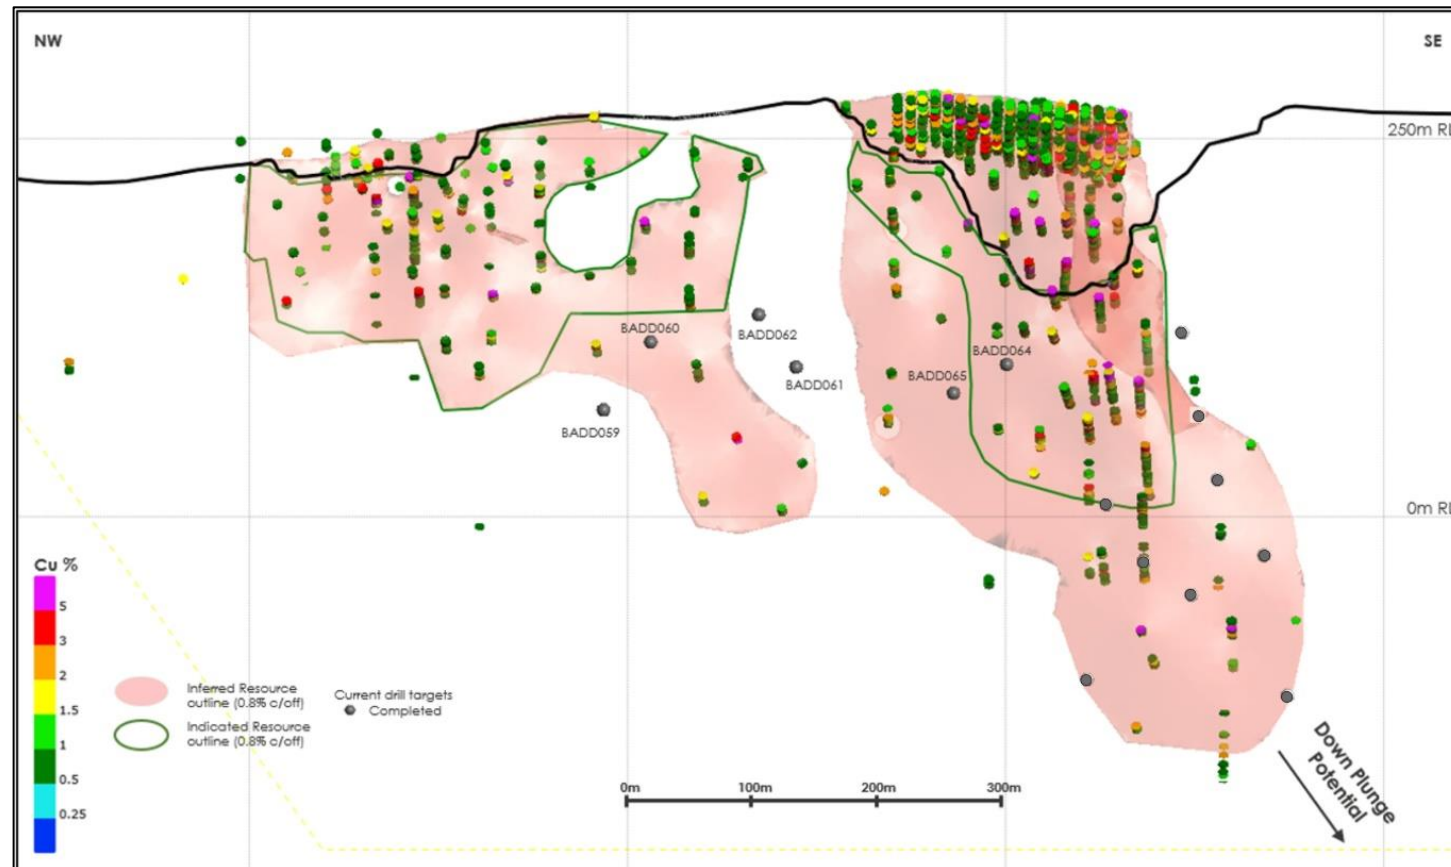 NW
SE
250m RL
BADD060
BADD062
BADD064
BADD061
BADD065
BADD059
0m RL
Cu %
5
3
2
1.5
1
0.5
0.25
Inferred Resource
outline (0.8% c/off)
Indicated Resource
outline (0.8% c/off)
Current drill targets
Completed
0m
100m
200m
300m
Down Plunge
Potential